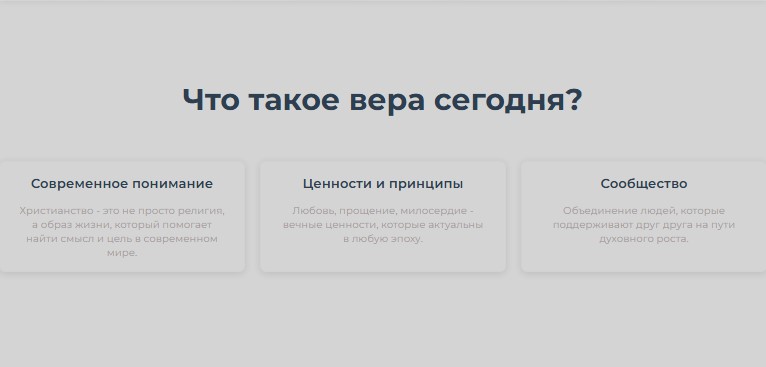 Что такое вера сегодня?
Современное понимание
Христианство - это не просто религия,
а образ жизни, который помогает
найти смысл и цель в современном
мире.
Ценности и принципы
Любовь, прощение, милосердие -
вечные ценности, которые актуальны
в любую эпоху.
Сообщество
Объединение людей, которые
поддерживают друг друга на пути
духовного роста.